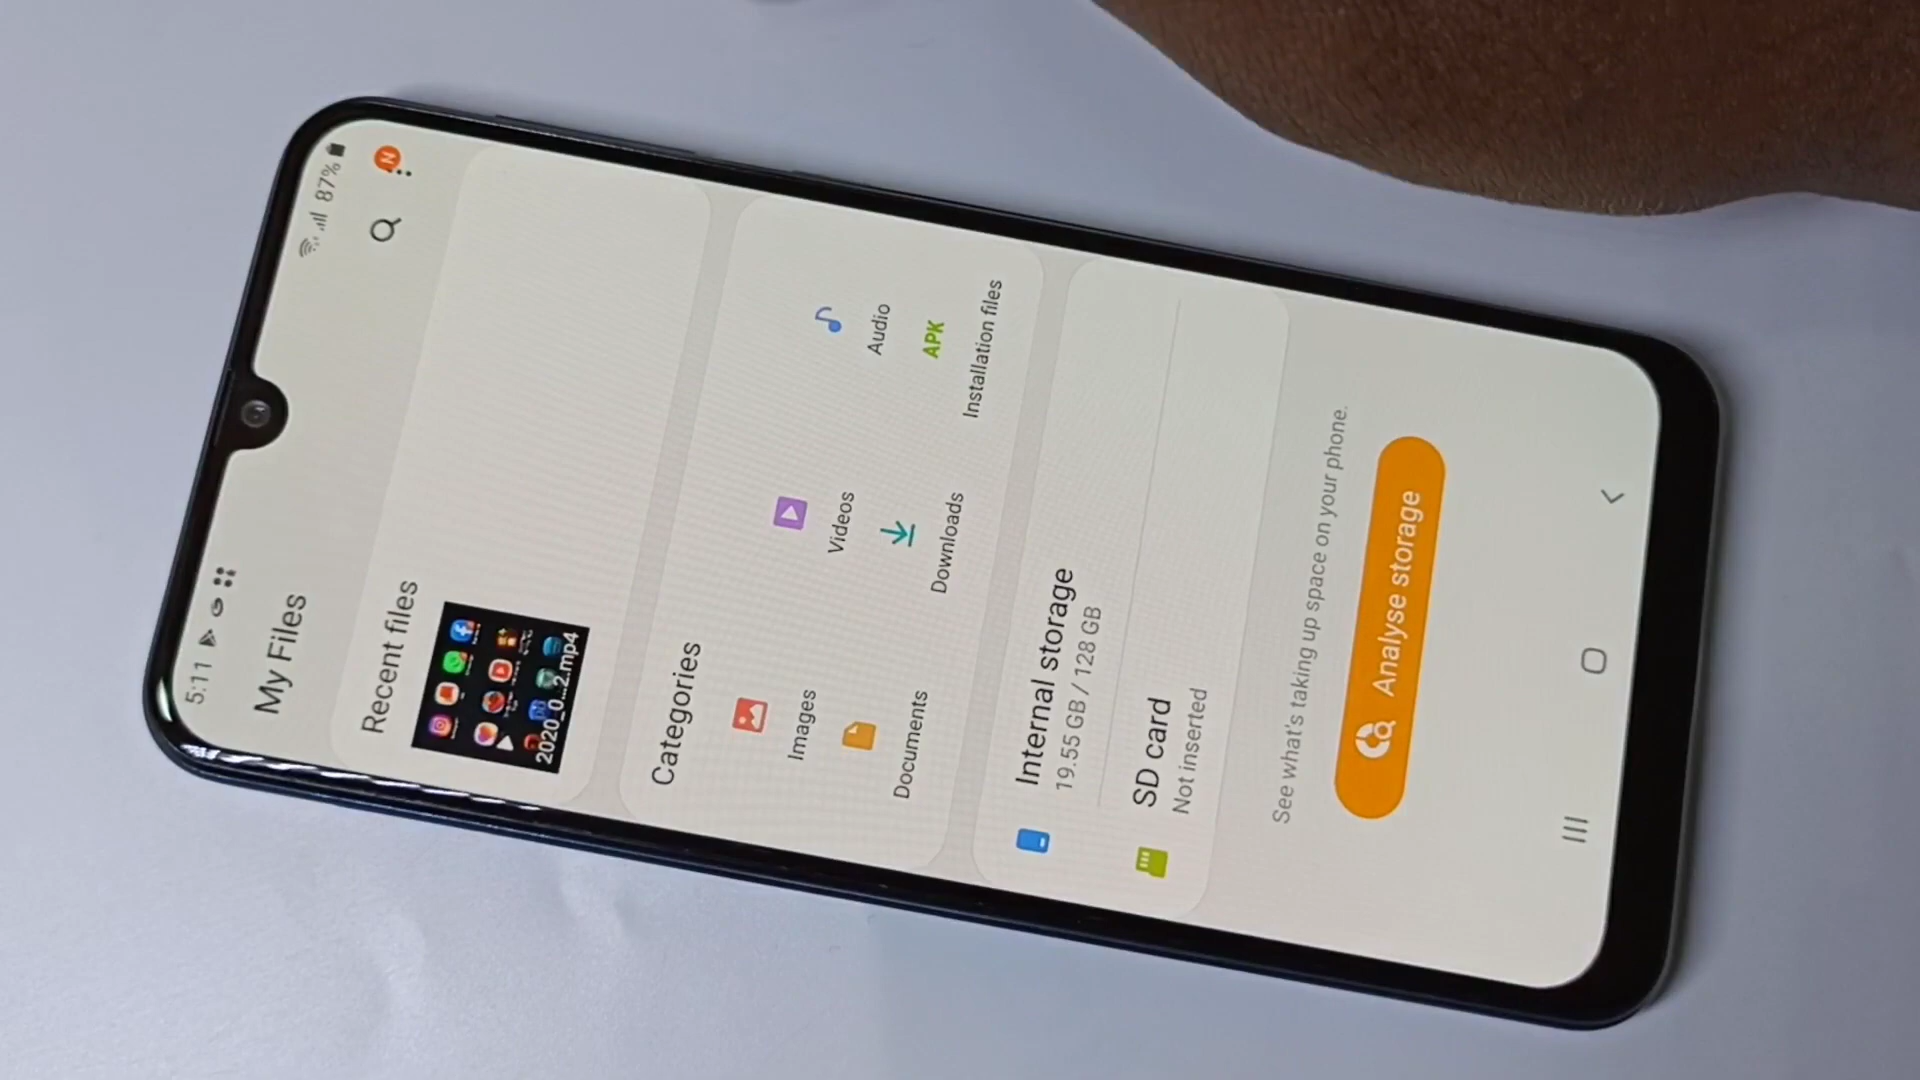 5:11
87%
My Files
N
Recent files
2020_0...2.mp4
Categories
Images
Videos
Audio
Documents
Downloads
APK
Installation files
Internal storage
19.55 GB / 128 GB
SD card
Not inserted
See what's taking up space on your phone.
Analyse storage